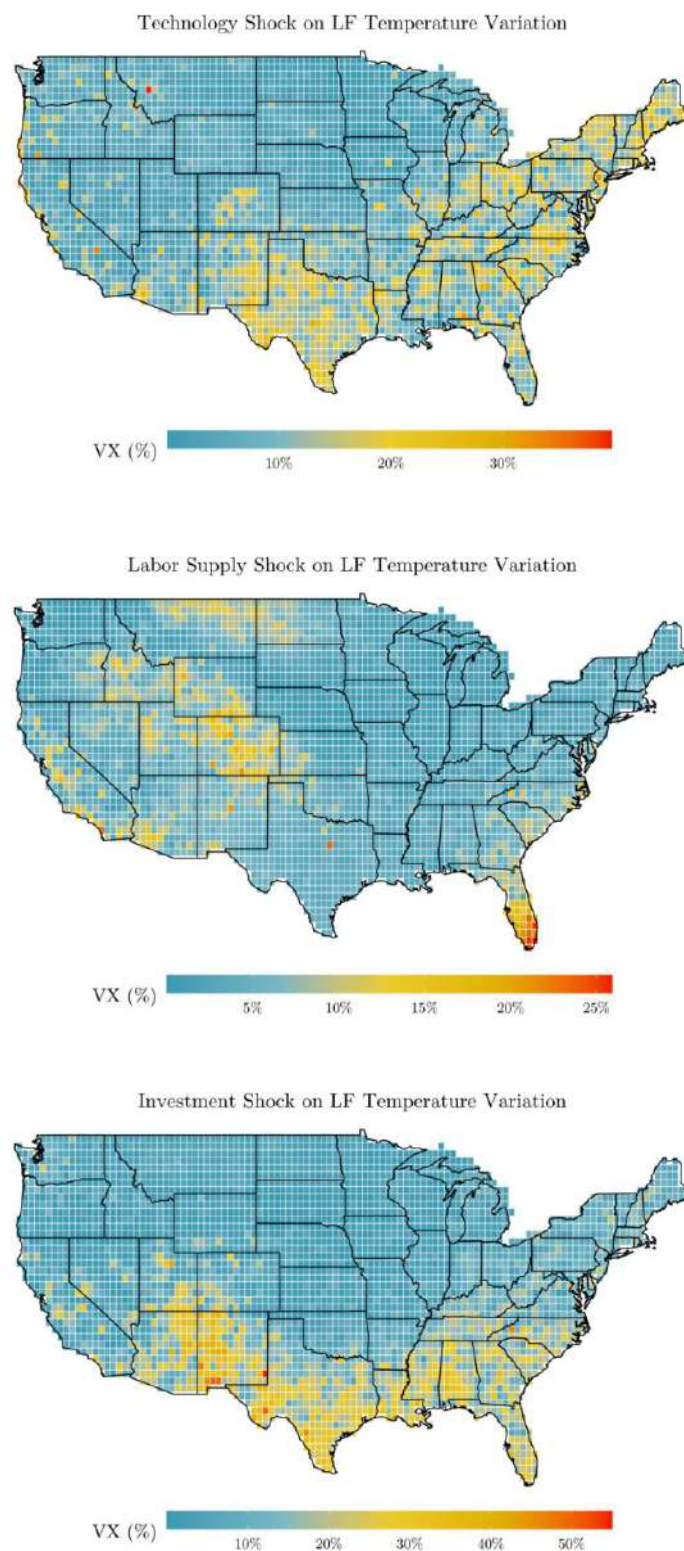 Technology Shock on LF Temperature Variation
VX (%)
10% 20% 30%
Labor Supply Shock on LF Temperature Variation
VX (%)
5% 10% 15% 20% 25%
Investment Shock on LF Temperature Variation
VX (%)
10% 20% 30% 40% 50%